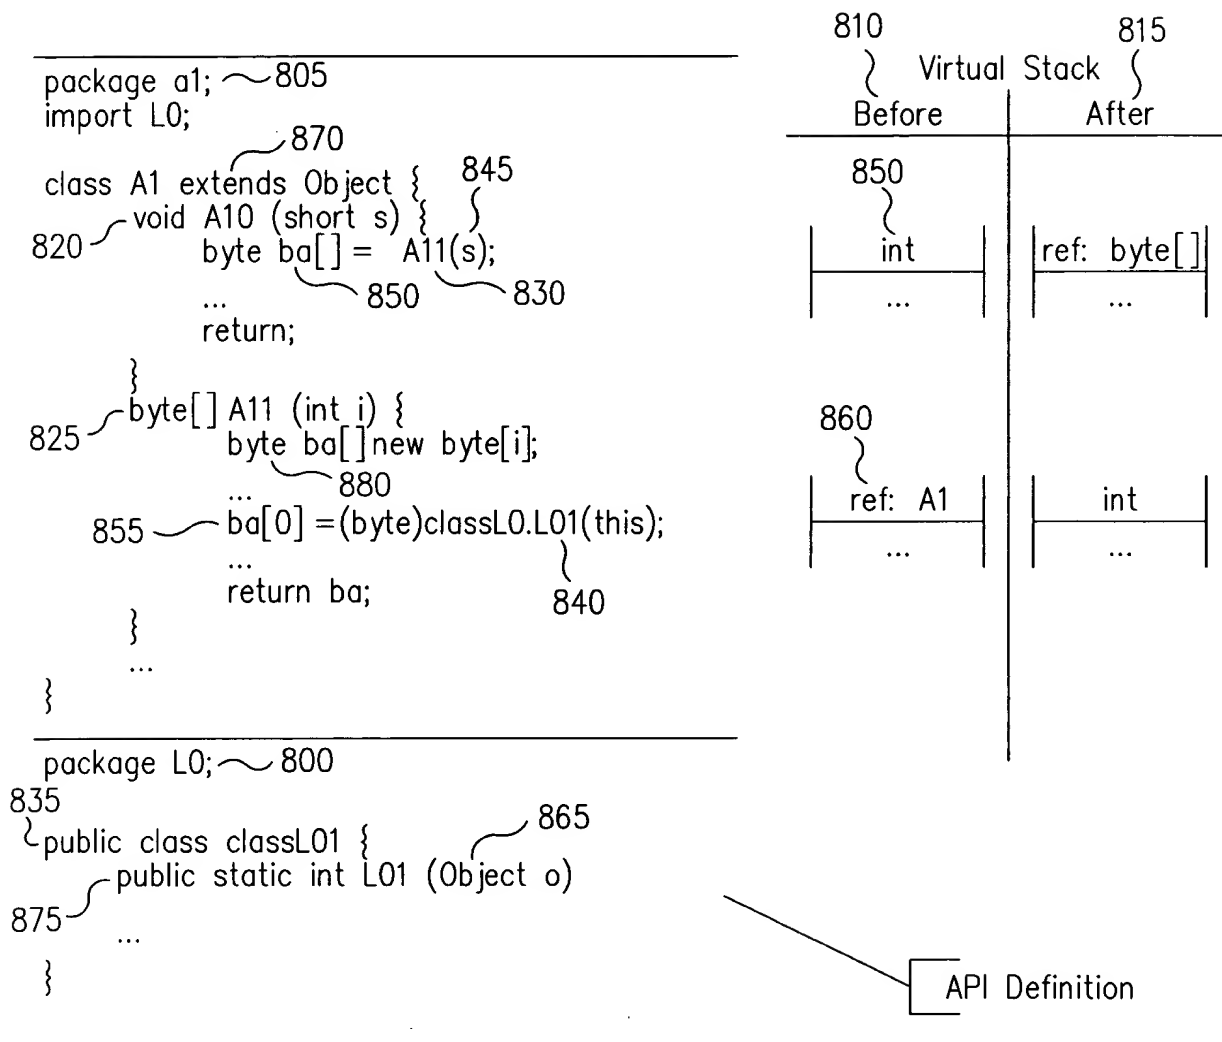 810
815
Virtual Stack
Before After
package a1; 805
import L0;
870
class A1 extends Object {
845
850
820 void A10 (short s) {
byte ba[] = A11(s);
int
ref: byte[]
850 830
... ...
...
return;
}
825 byte[] A11 (int i) {
byte ba[]new byte[i];
860
880
...
ref: A1
int
855 ba[0] =(byte)classL0.L01(this);
... ...
...
return ba;
840
}
...
}
package L0; 800
835
865
public class classL01 {
public static int L01 (Object o)
875
...
}
API Definition